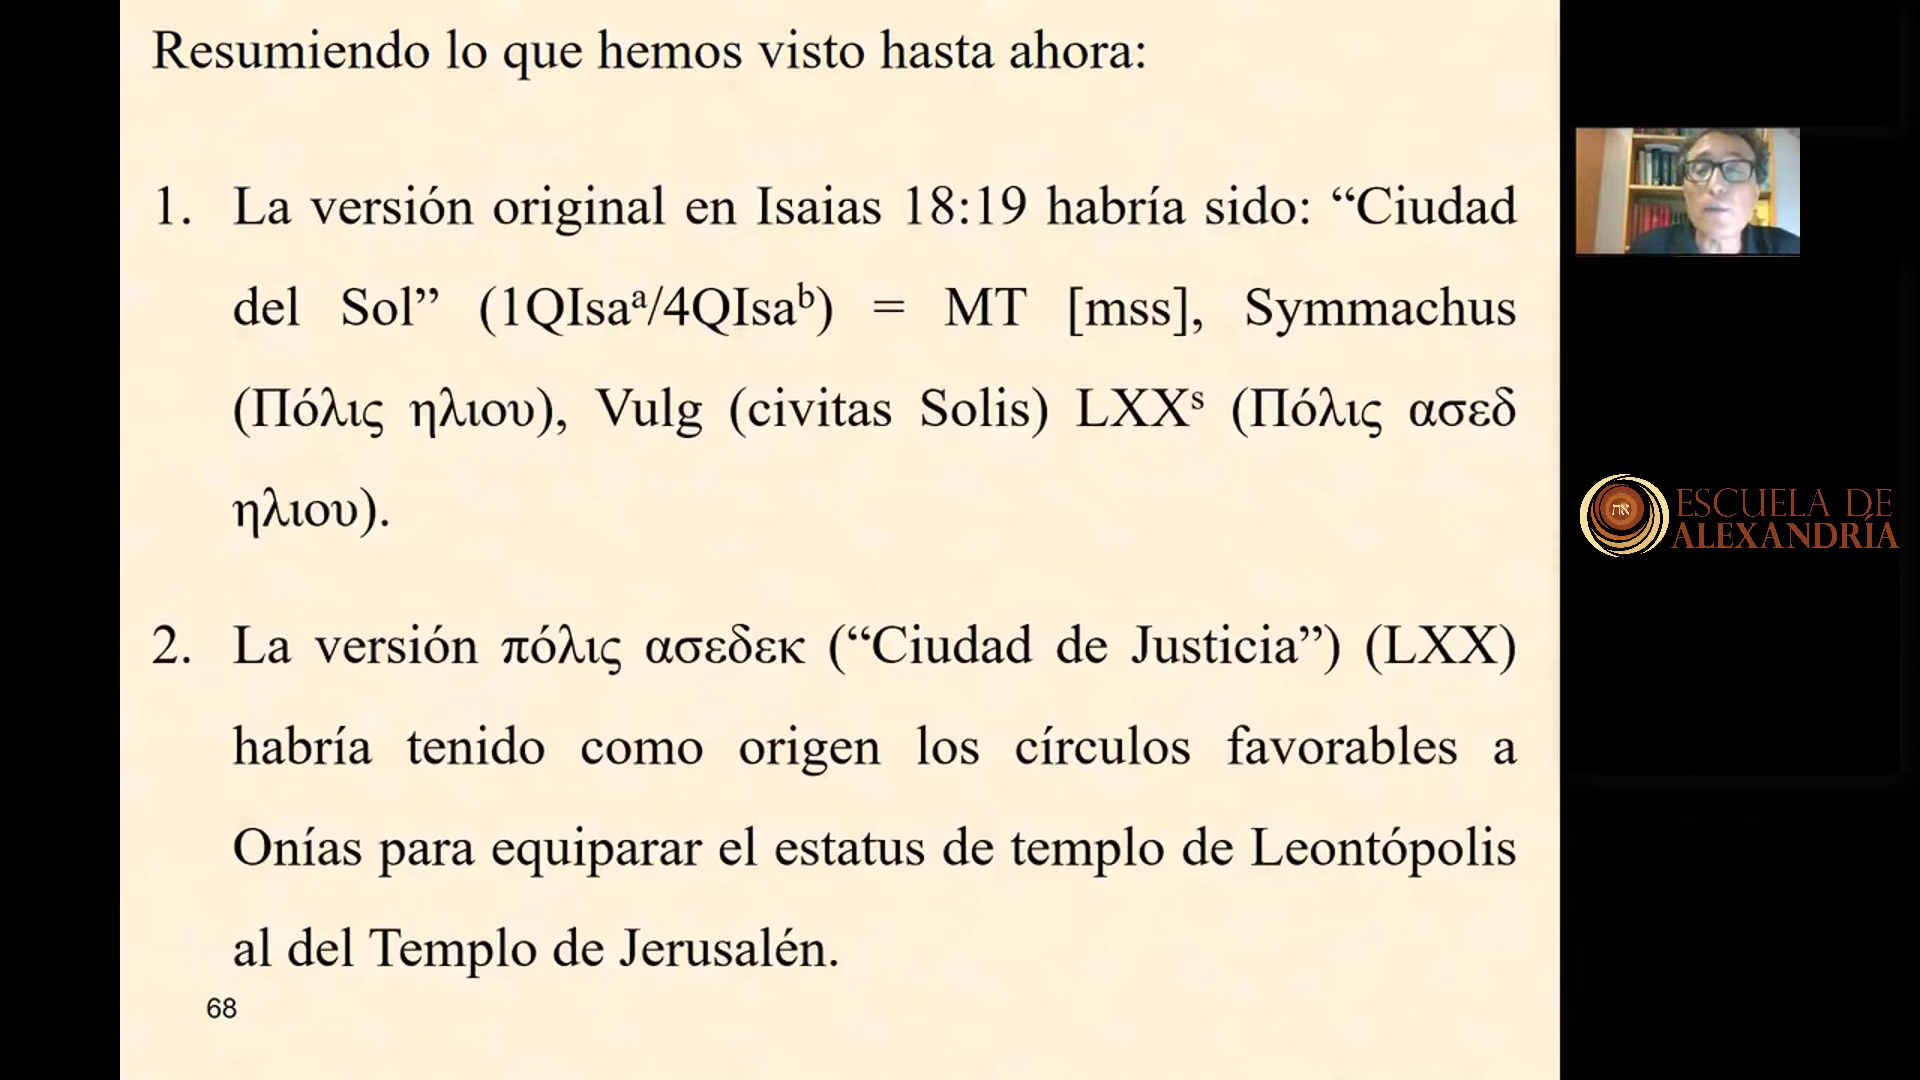 Resumiendo lo que hemos visto hasta ahora:
1. La versión original en Isaias 18:19 habría sido: “Ciudad
del Sol” (1QIsaᵃ/4QIsaᵇ) = MT [mss], Symmachus
(Πόλις ηλιου), Vulg (civitas Solis) LXXˢ (Πόλις ασεδ
ηλιου).
2. La versión πόλις ασεδεκ (“Ciudad de Justicia”) (LXX)
habría tenido como origen los círculos favorables a
Onías para equiparar el estatus de templo de Leontópolis
al del Templo de Jerusalén.
68
את
ESCUELA DE
ALEXANDRÍA